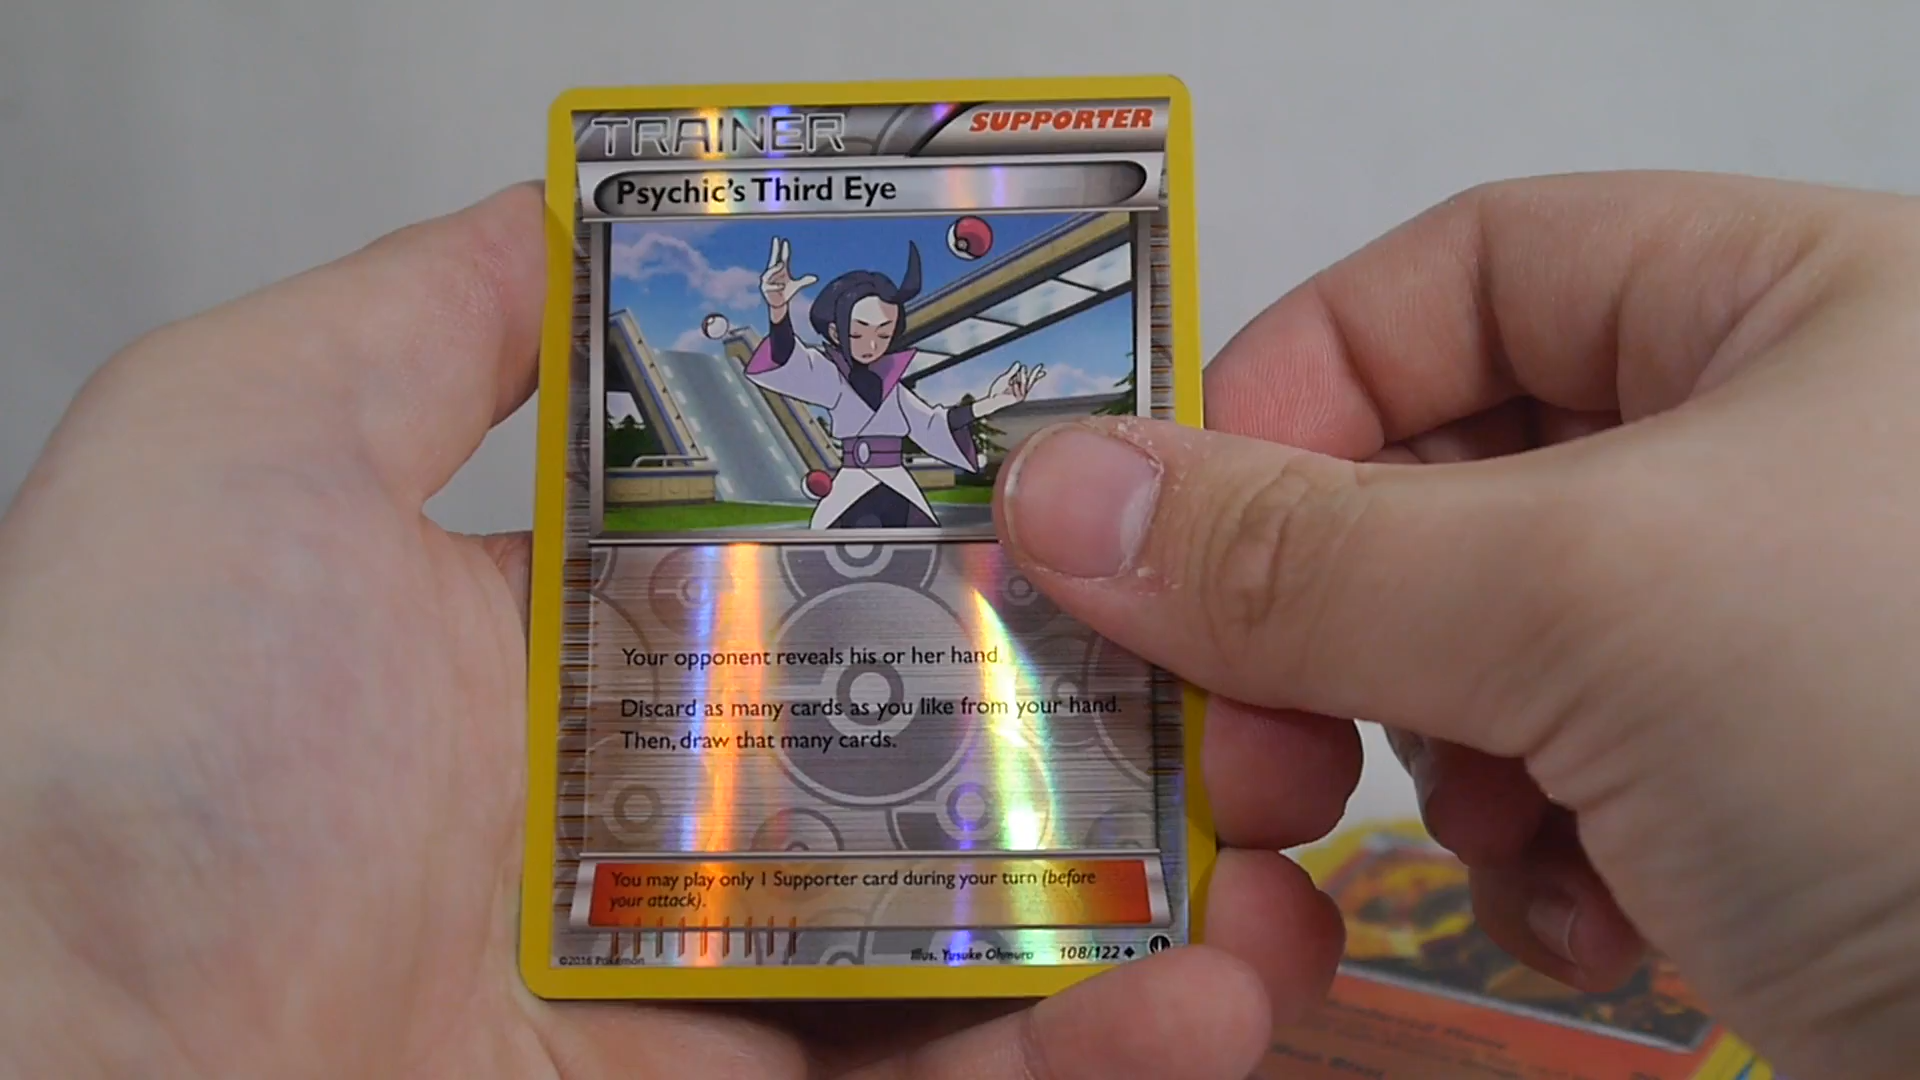 TRAINER
SUPPORTER
Psychic's Third Eye
Your opponent reveals his or her hand.
Discard as many cards as you like from your hand.
Then, draw that many cards.
You may play only 1 Supporter card during your turn (before
your attack).
©2016 Pokémon
Illus. Yusuke Ohmura
108/122